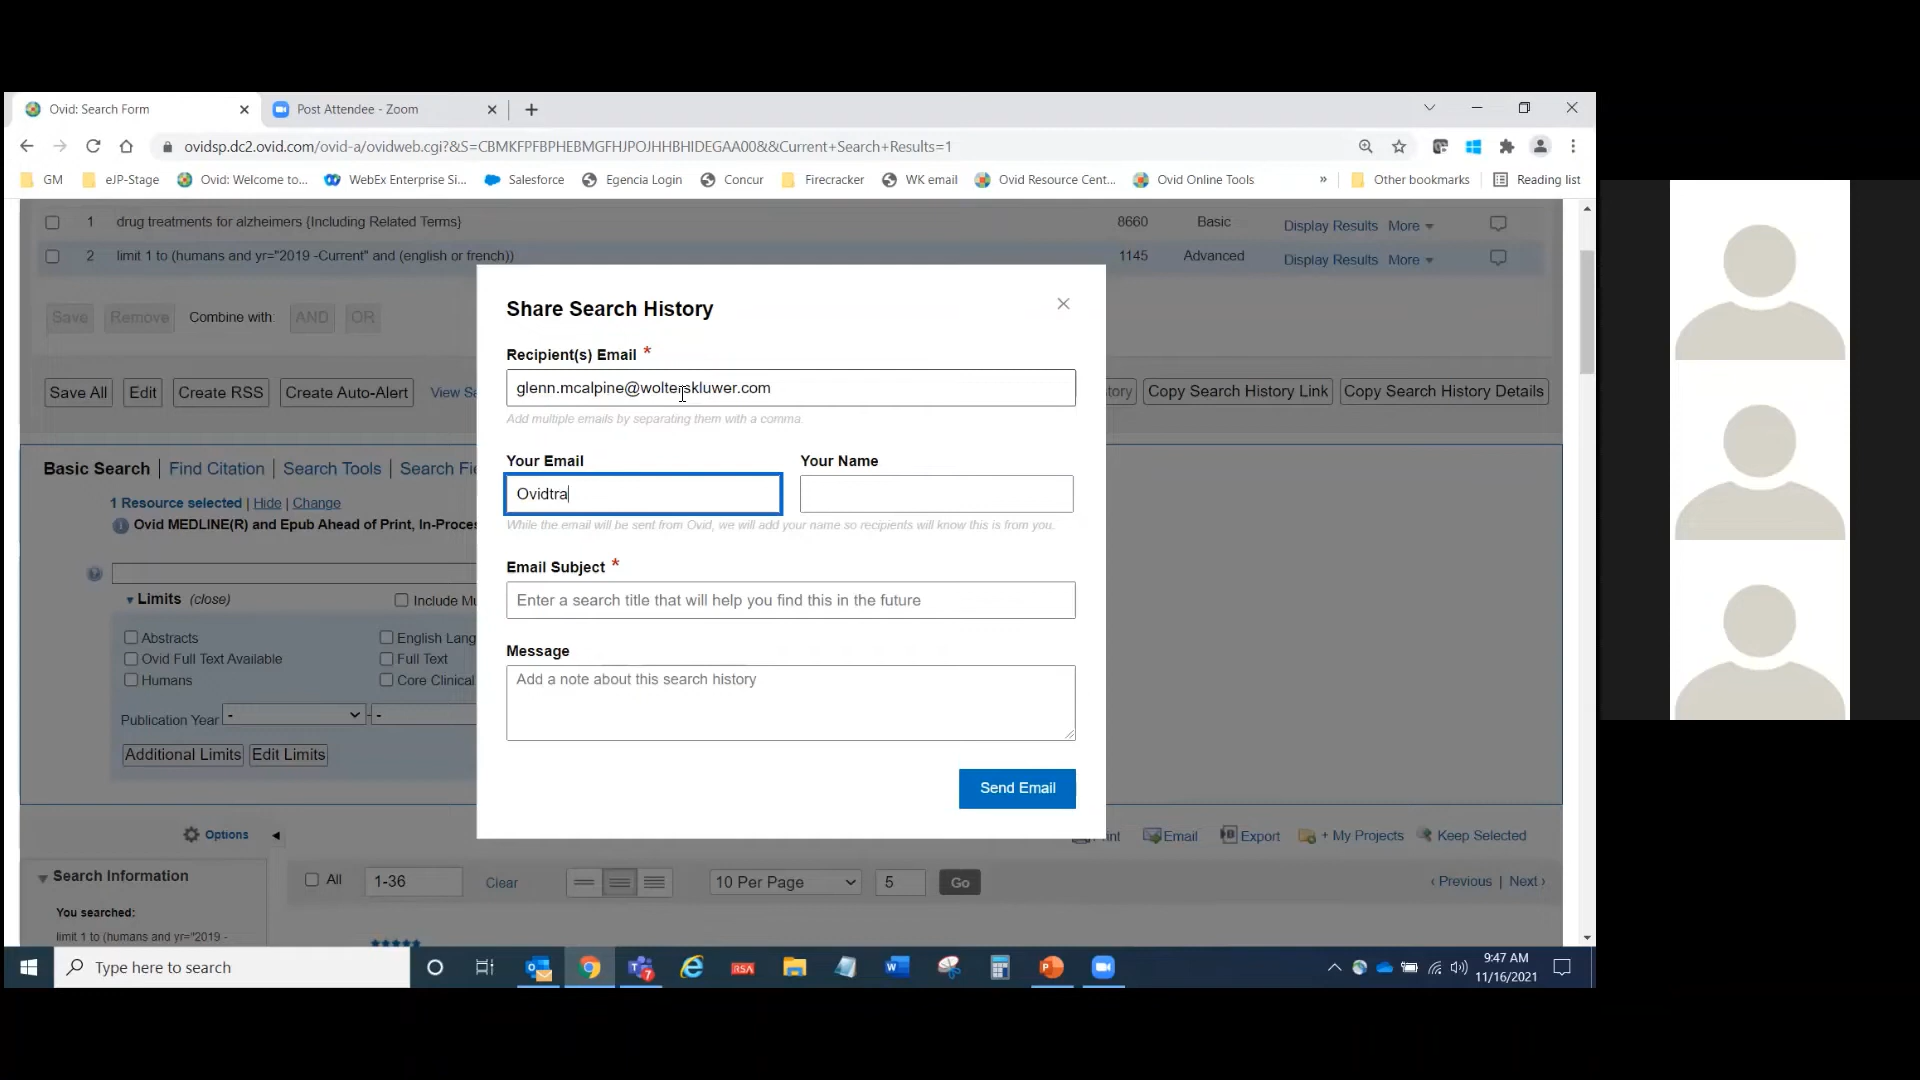 Ovid: Search Form
Post Attendee - Zoom
ovidsp.dc2.ovid.com/ovid-a/ovidweb.cgi?&S=CBMKFPFBPHEBMGFHJPOJHHBHIDEGAA00&&Current+Search+Results=1
GM eJP-Stage Ovid: Welcome to... WebEx Enterprise Si... Salesforce Egencia Login Concur Firecracker WK email Ovid Resource Cent... Ovid Online Tools » Other bookmarks Reading list
1 drug treatments for alzheimers {Including Related Terms} 8660 Basic Display Results More
2 limit 1 to (humans and yr="2019 -Current" and (english or french)) 1145 Advanced Display Results More
Save Remove Combine with: AND OR
Share Search History
Recipient(s) Email *
glenn.mcalpine@wolterskluwer.com
Add multiple emails by separating them with a comma.
Save All Edit Create RSS Create Auto-Alert View Sa
tory Copy Search History Link Copy Search History Details
Your Email Your Name
Ovidtra
While the email will be sent from Ovid, we will add your name so recipients will know this is from you.
Email Subject *
Enter a search title that will help you find this in the future
Message
Add a note about this search history
Send Email
Basic Search | Find Citation | Search Tools | Search Fie
1 Resource selected | Hide | Change
Ovid MEDLINE(R) and Epub Ahead of Print, In-Proces
Limits (close) Include Mu
Abstracts English Lang
Ovid Full Text Available Full Text
Humans Core Clinical
Publication Year - - -
Additional Limits Edit Limits
Options
Print Email Export + My Projects Keep Selected
Search Information
All 1-36 Clear 10 Per Page 5 Go ‹ Previous | Next ›
You searched:
limit 1 to (humans and yr="2019 -
Type here to search
7
RSA
9:47 AM
11/16/2021